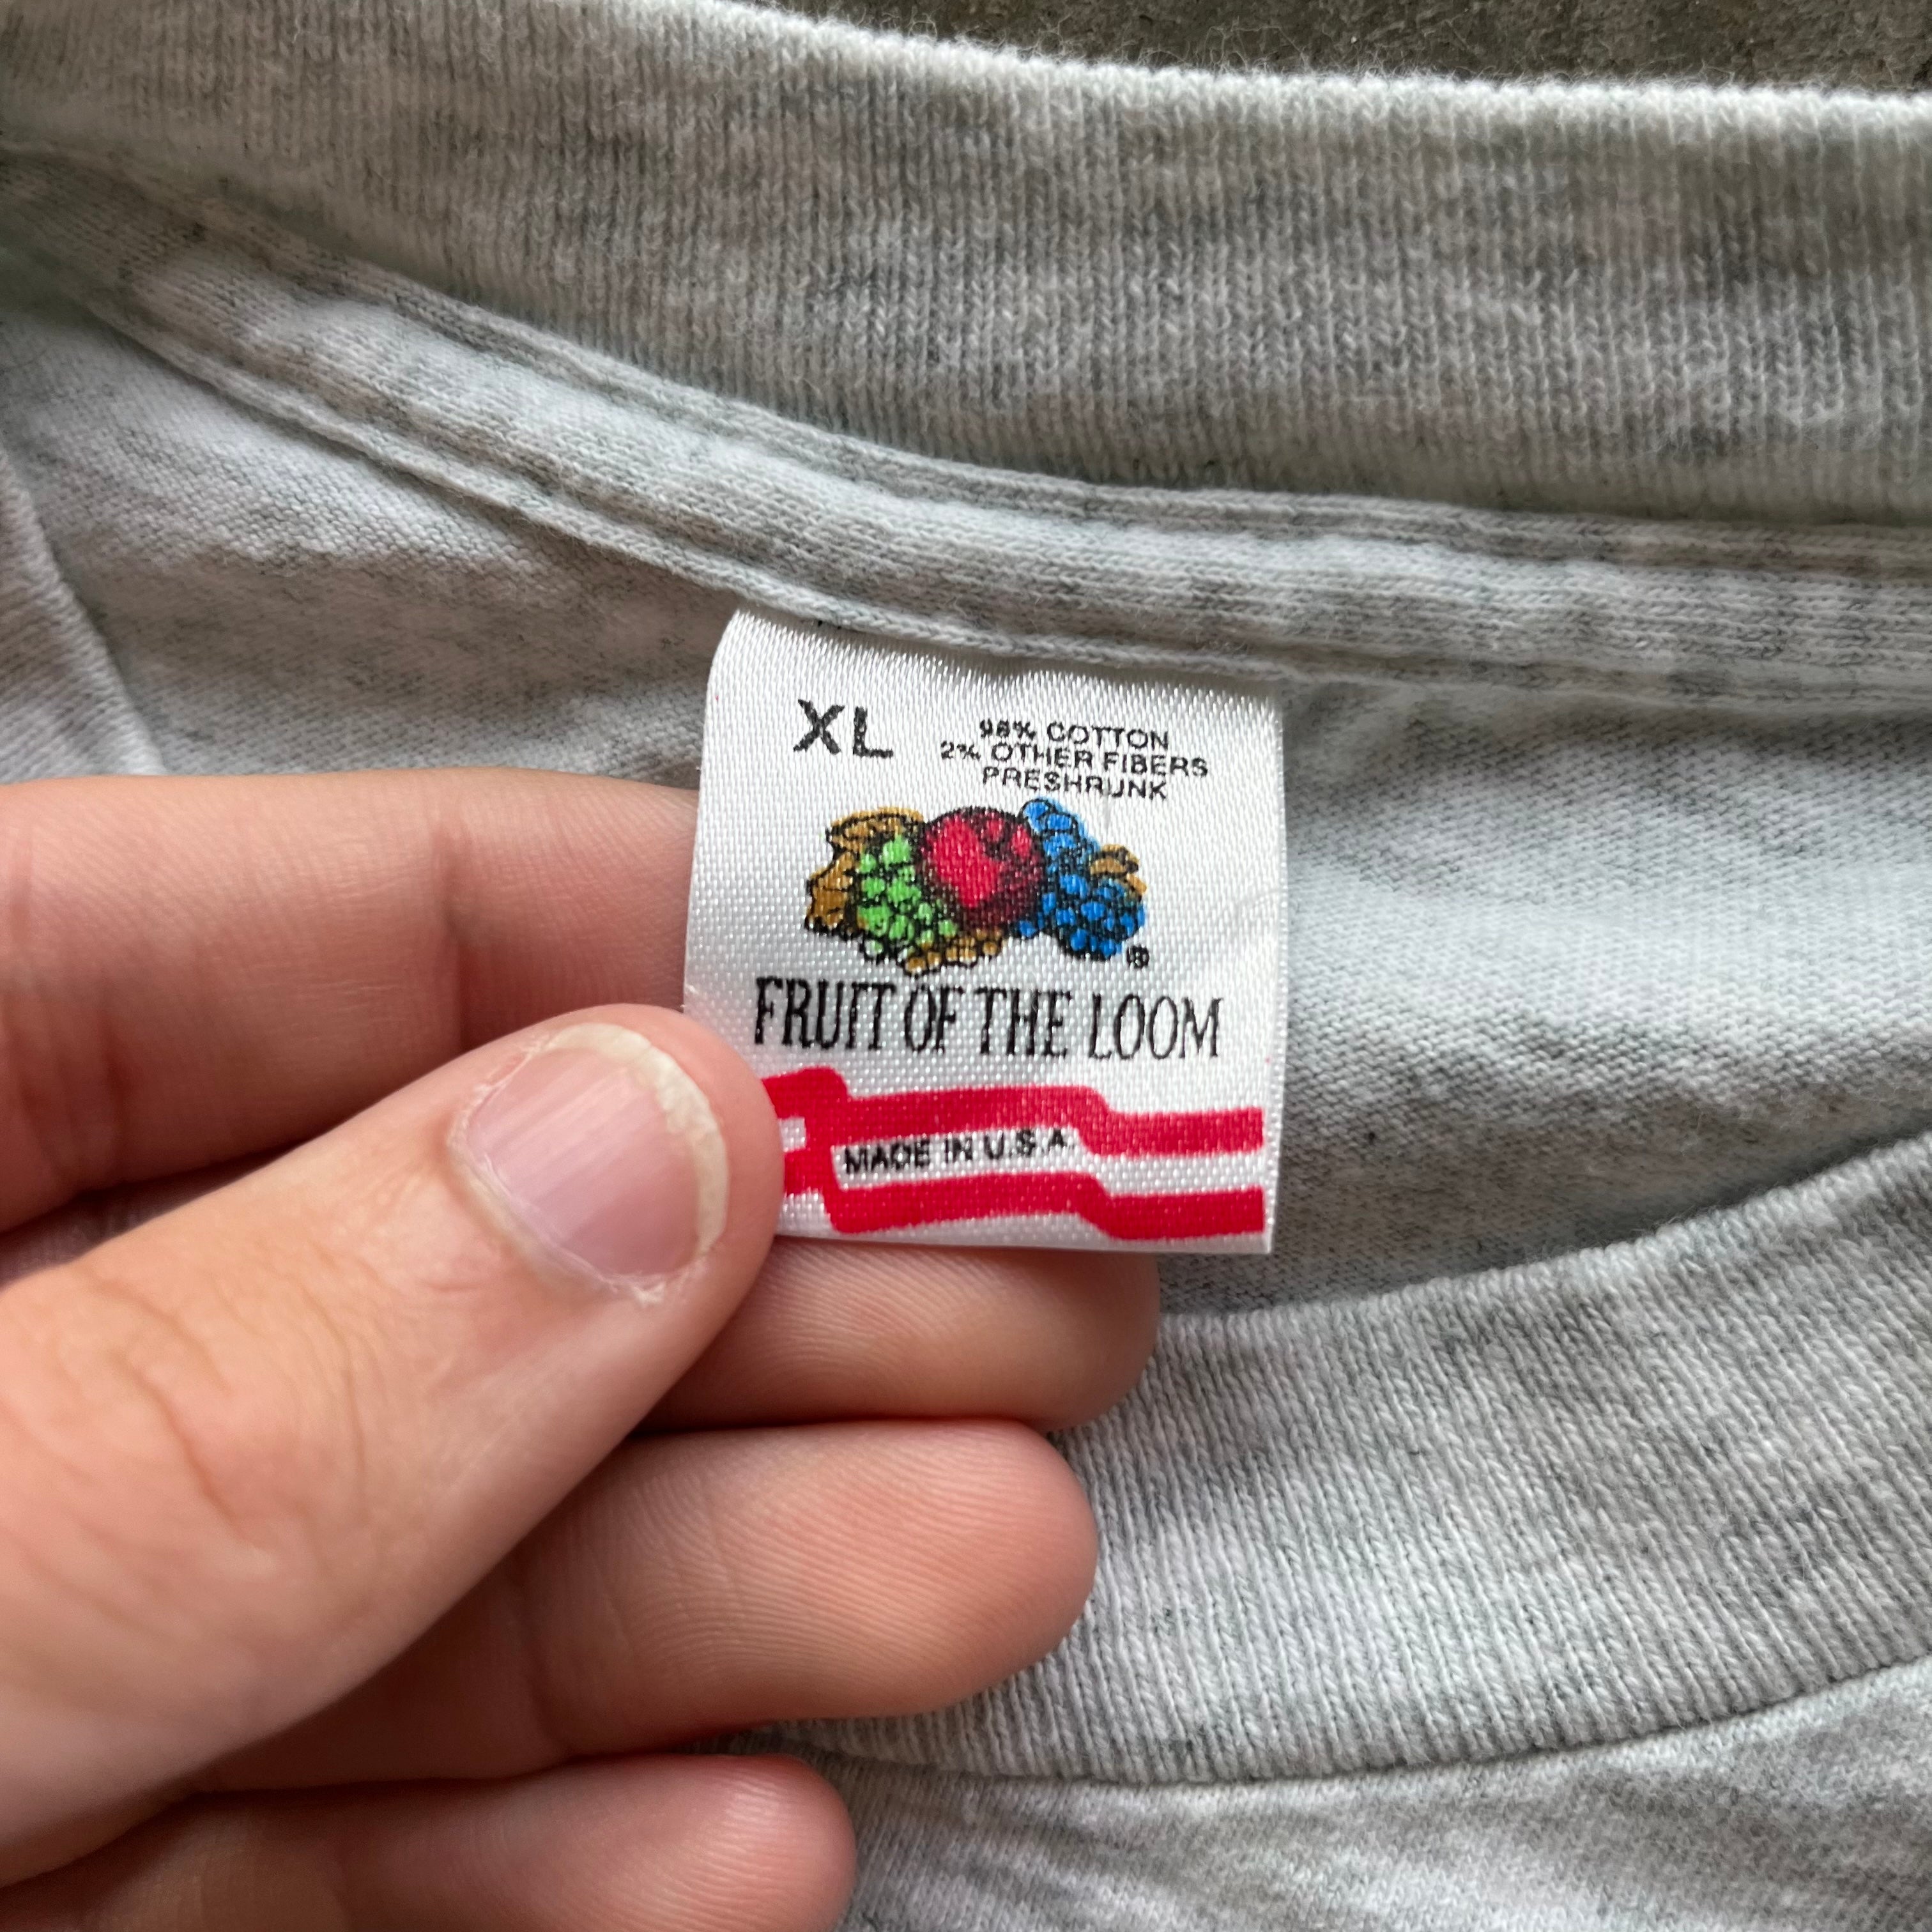 XL
98% COTTON
2% OTHER FIBERS
PRESHRUNK
®
FRUIT OF THE LOOM
MADE IN U.S.A.